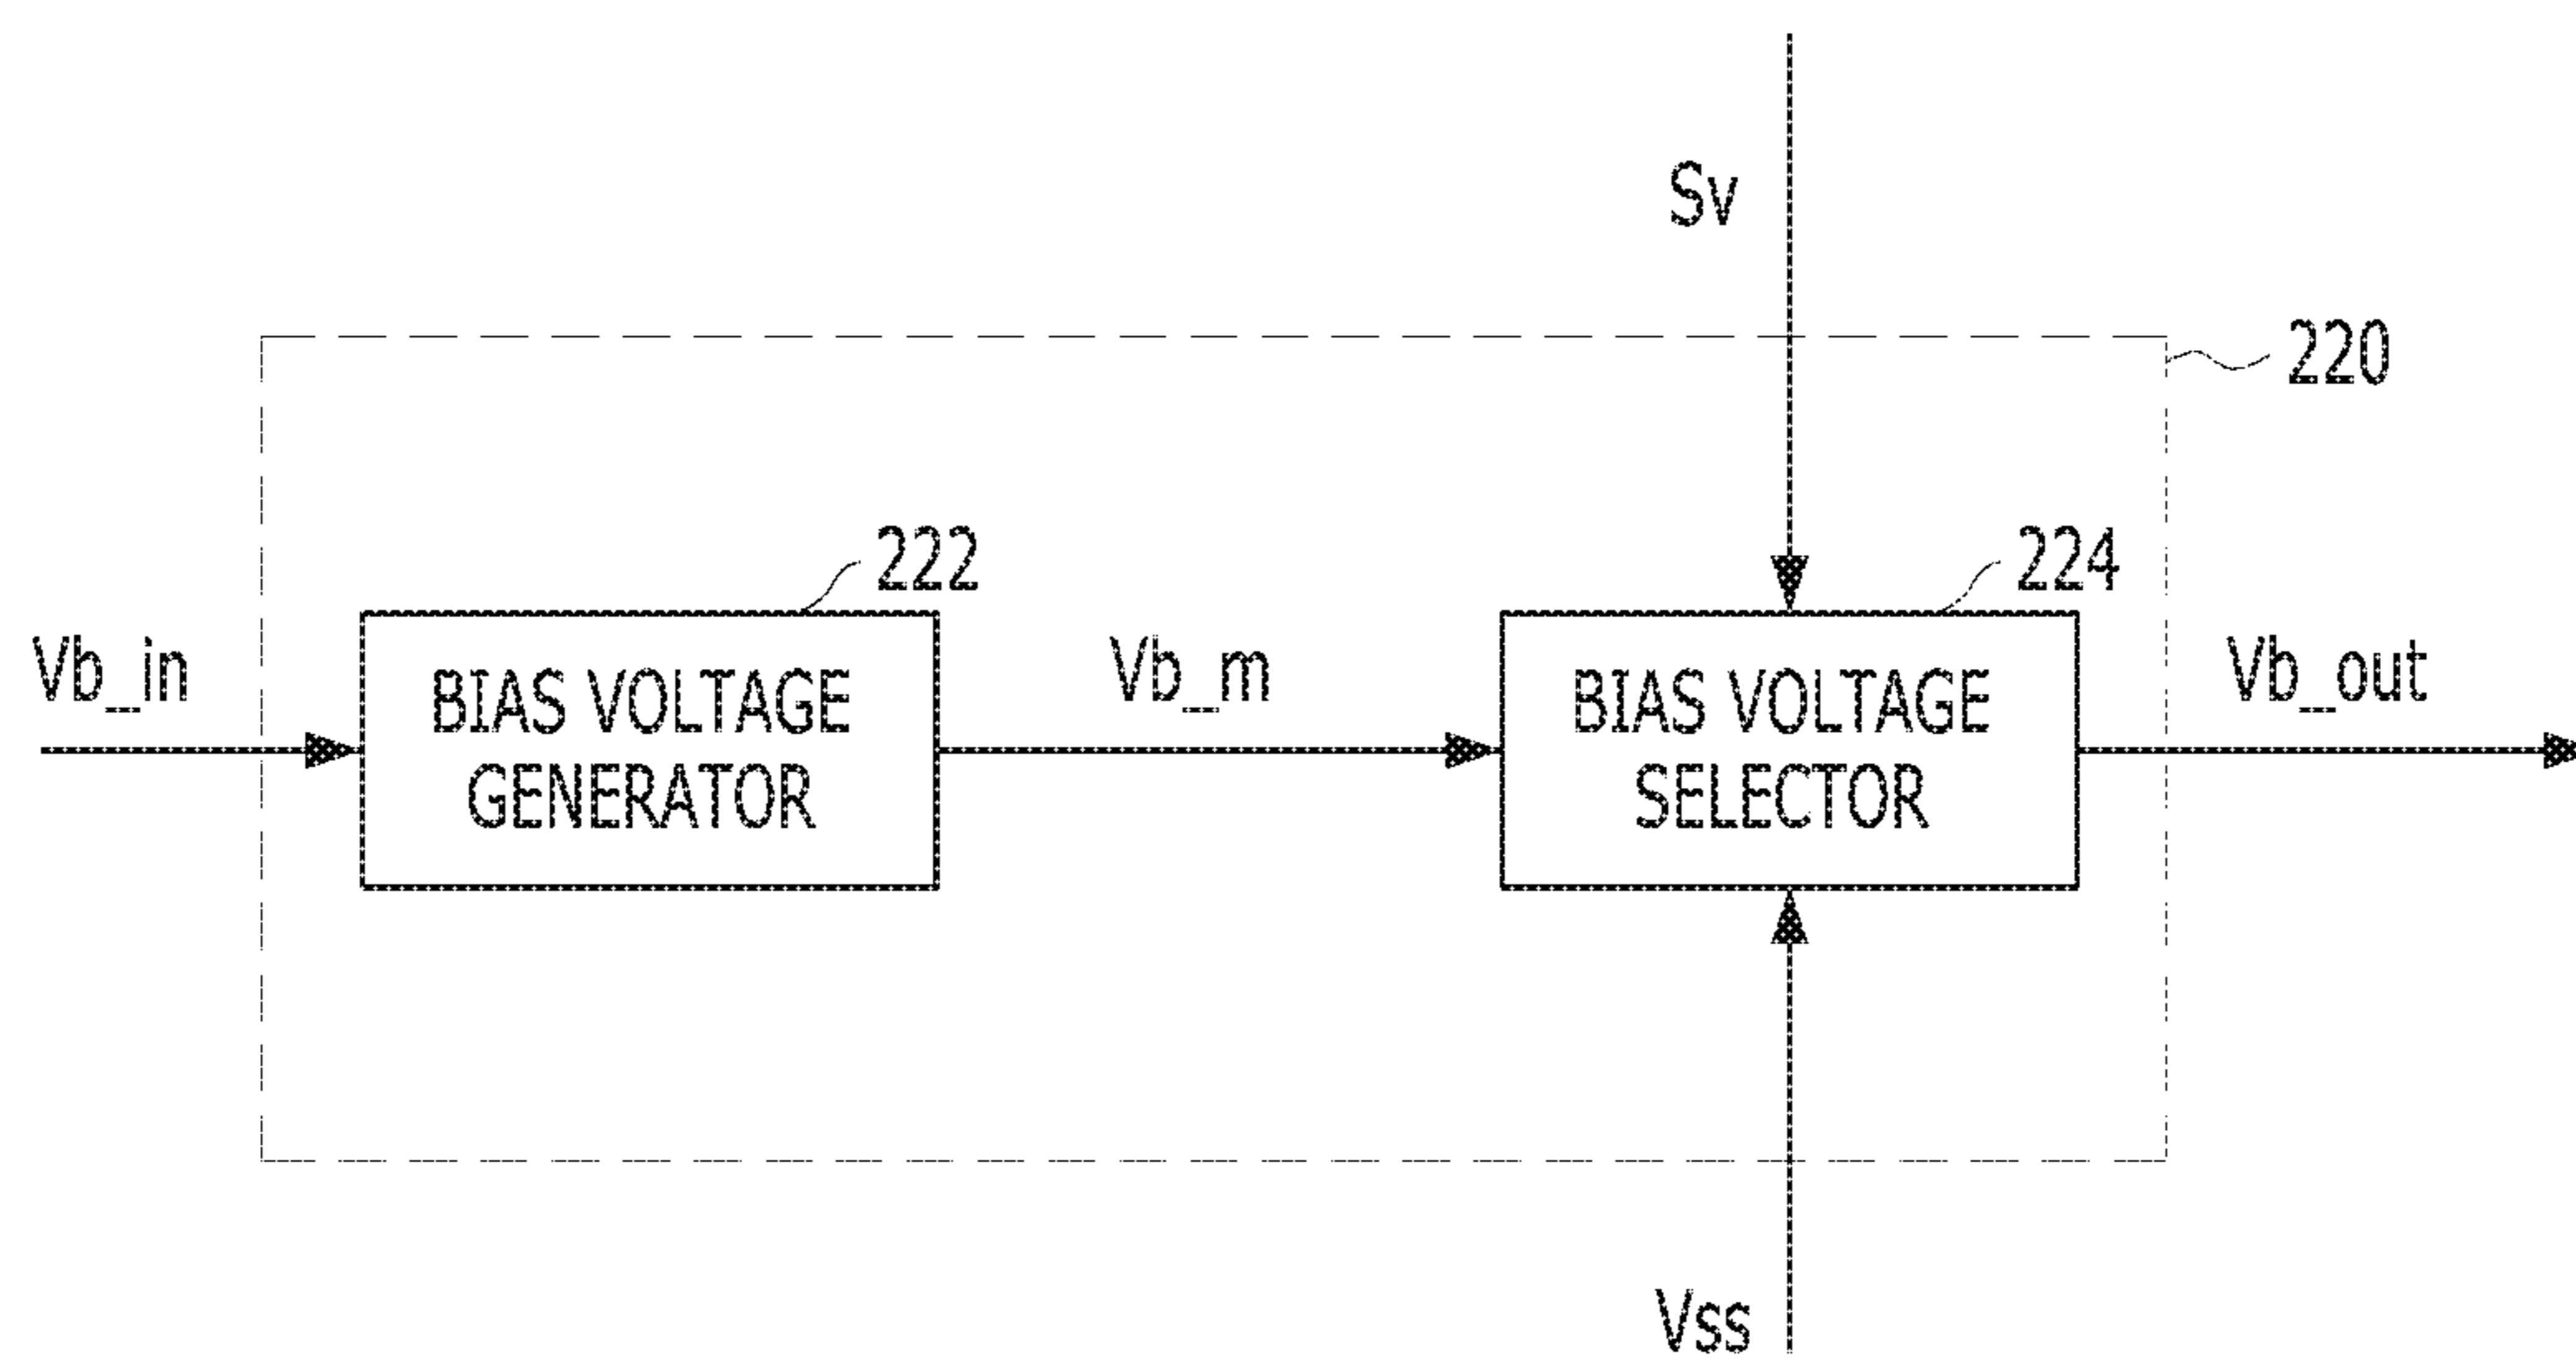 Sv
220
222
224
Vb_in
BIAS VOLTAGE
GENERATOR
Vb_m
BIAS VOLTAGE
SELECTOR
Vb_out
Vss